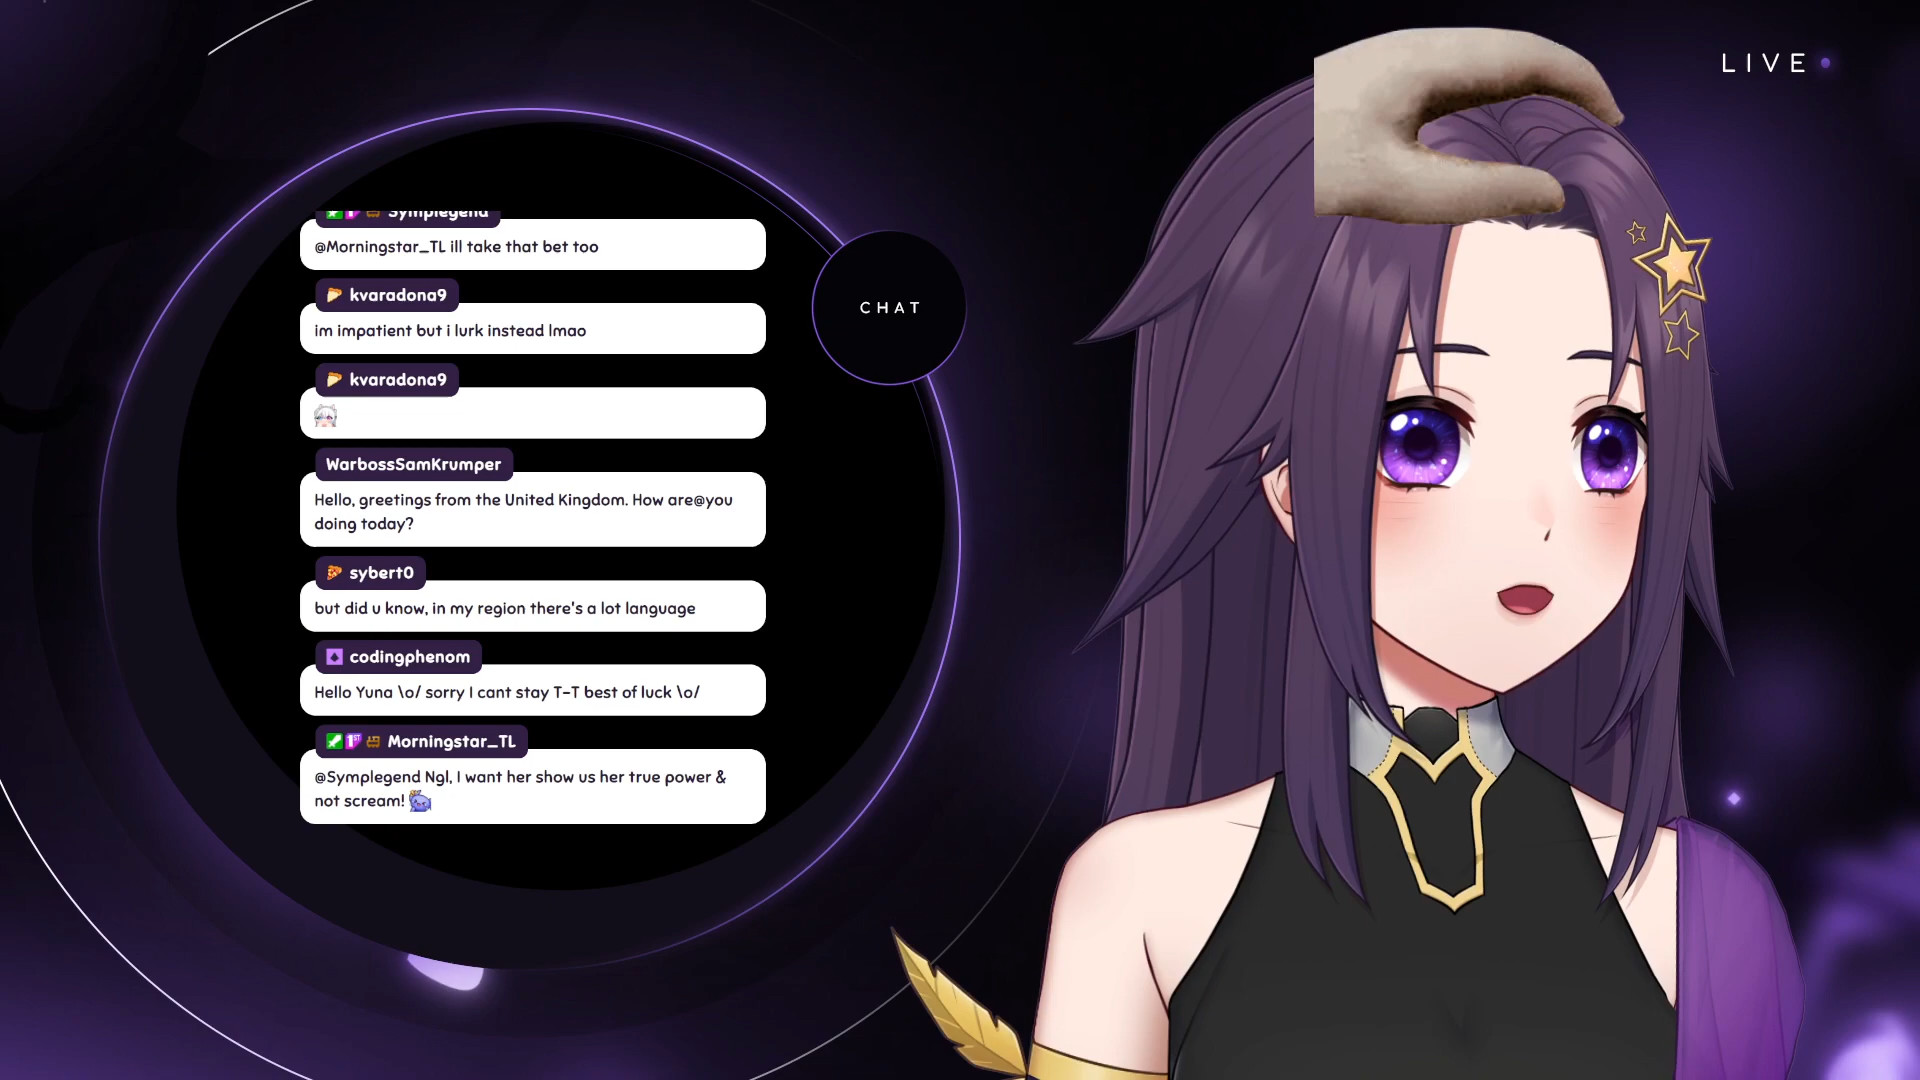 LIVE
CHAT
Symplegend
@Morningstar_TL ill take that bet too
kvaradona9
im impatient but i lurk instead lmao
kvaradona9
WarbossSamKrumper
Hello, greetings from the United Kingdom. How are@you
doing today?
sybert0
but did u know, in my region there's a lot language
codingphenom
Hello Yuna \o/ sorry I cant stay T-T best of luck \o/
1ST Morningstar_TL
@Symplegend Ngl, I want her show us her true power &
not scream!